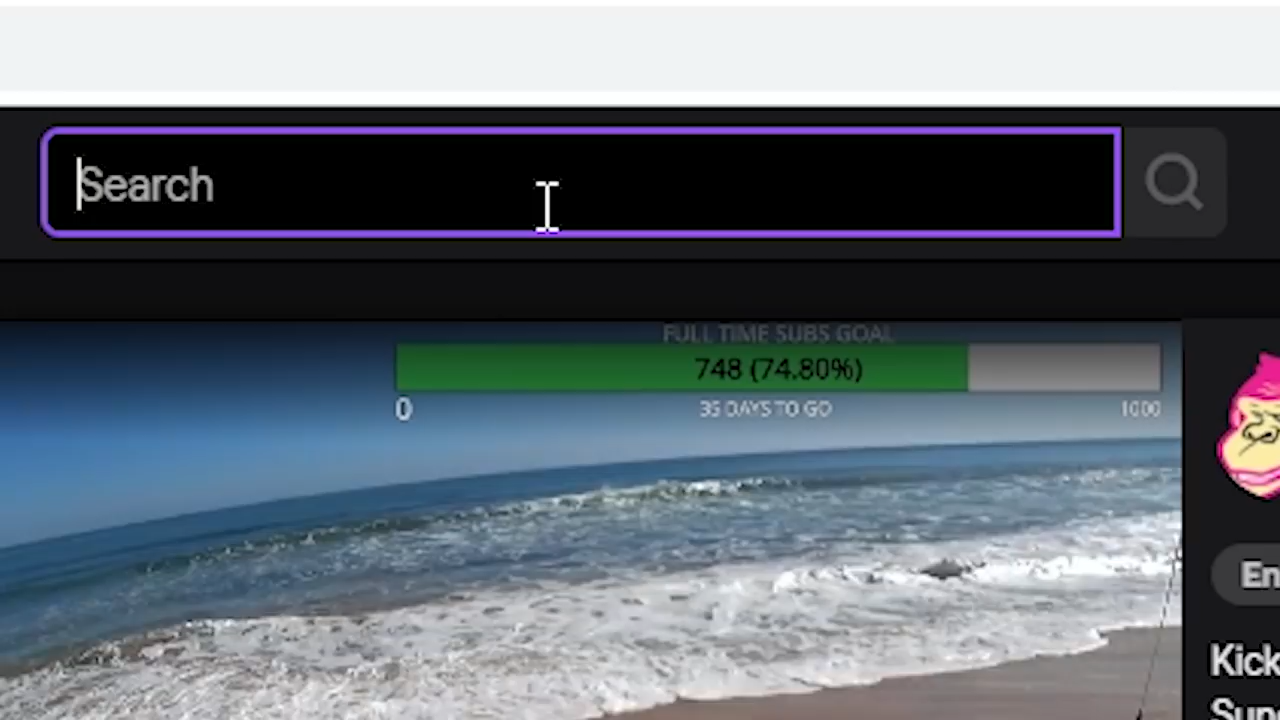 Search
FULL TIME SUBS GOAL
748 (74.80%)
0 35 DAYS TO GO 1000
En
Kick